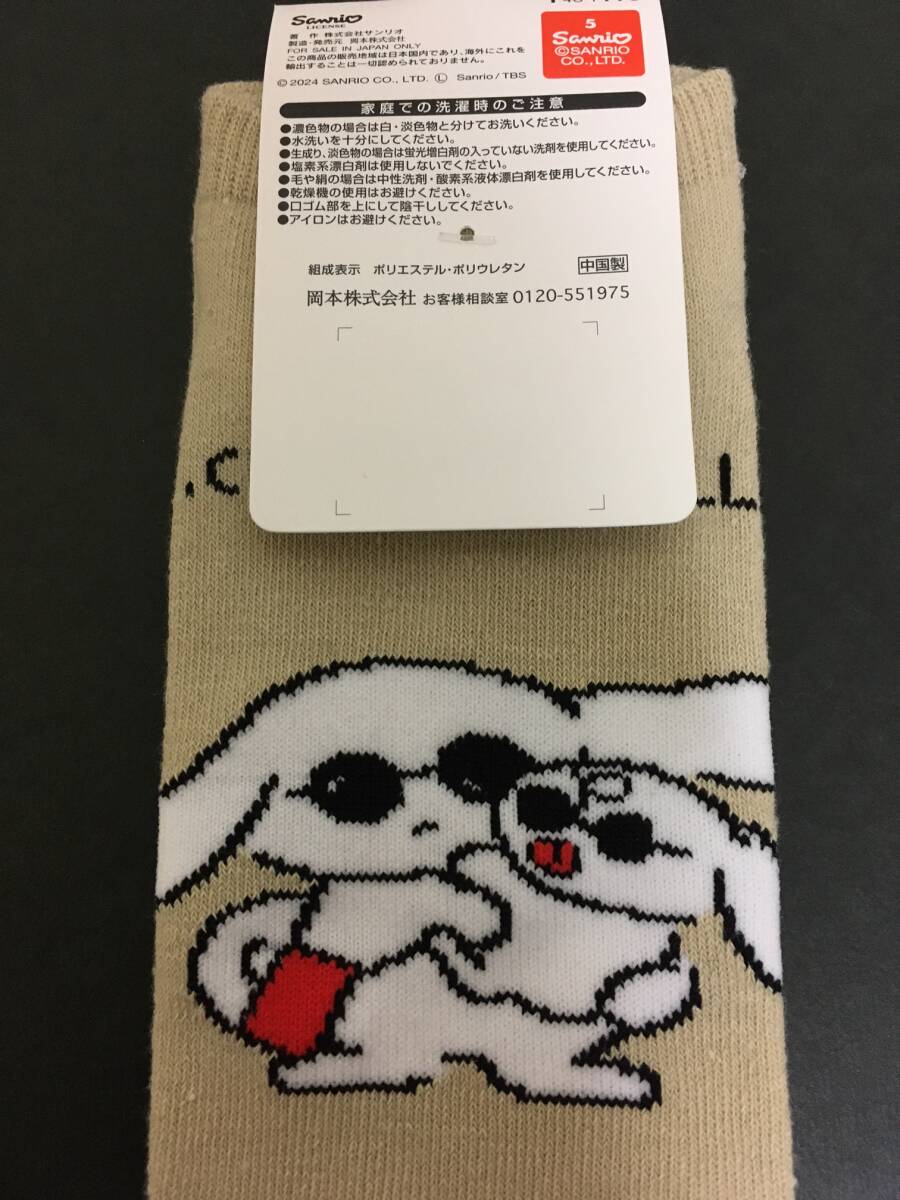 Sanrio
LICENSE
著 作 株式会社サンリオ
製造・発売元 岡本株式会社
FOR SALE IN JAPAN ONLY
この商品の販売地域は日本国内であり、海外にこれを
輸出することは一切認められておりません。
©2024 SANRIO CO., LTD. Ⓛ Sanrio/TBS
5
Sanrio
©SANRIO
CO., LTD.
家庭での洗濯時のご注意
●濃色物の場合は白・淡色物と分けてお洗いください。
●水洗いを十分にしてください。
●生成り、淡色物の場合は蛍光増白剤の入っていない洗剤を使用してください。
●塩素系漂白剤は使用しないでください。
●毛や絹の場合は中性洗剤・酸素系液体漂白剤を使用してください。
●乾燥機の使用はお避けください。
●口ゴム部を上にして陰干ししてください。
●アイロンはお避けください。
組成表示 ポリエステル・ポリウレタン 中国製
岡本株式会社 お客様相談室 0120-551975